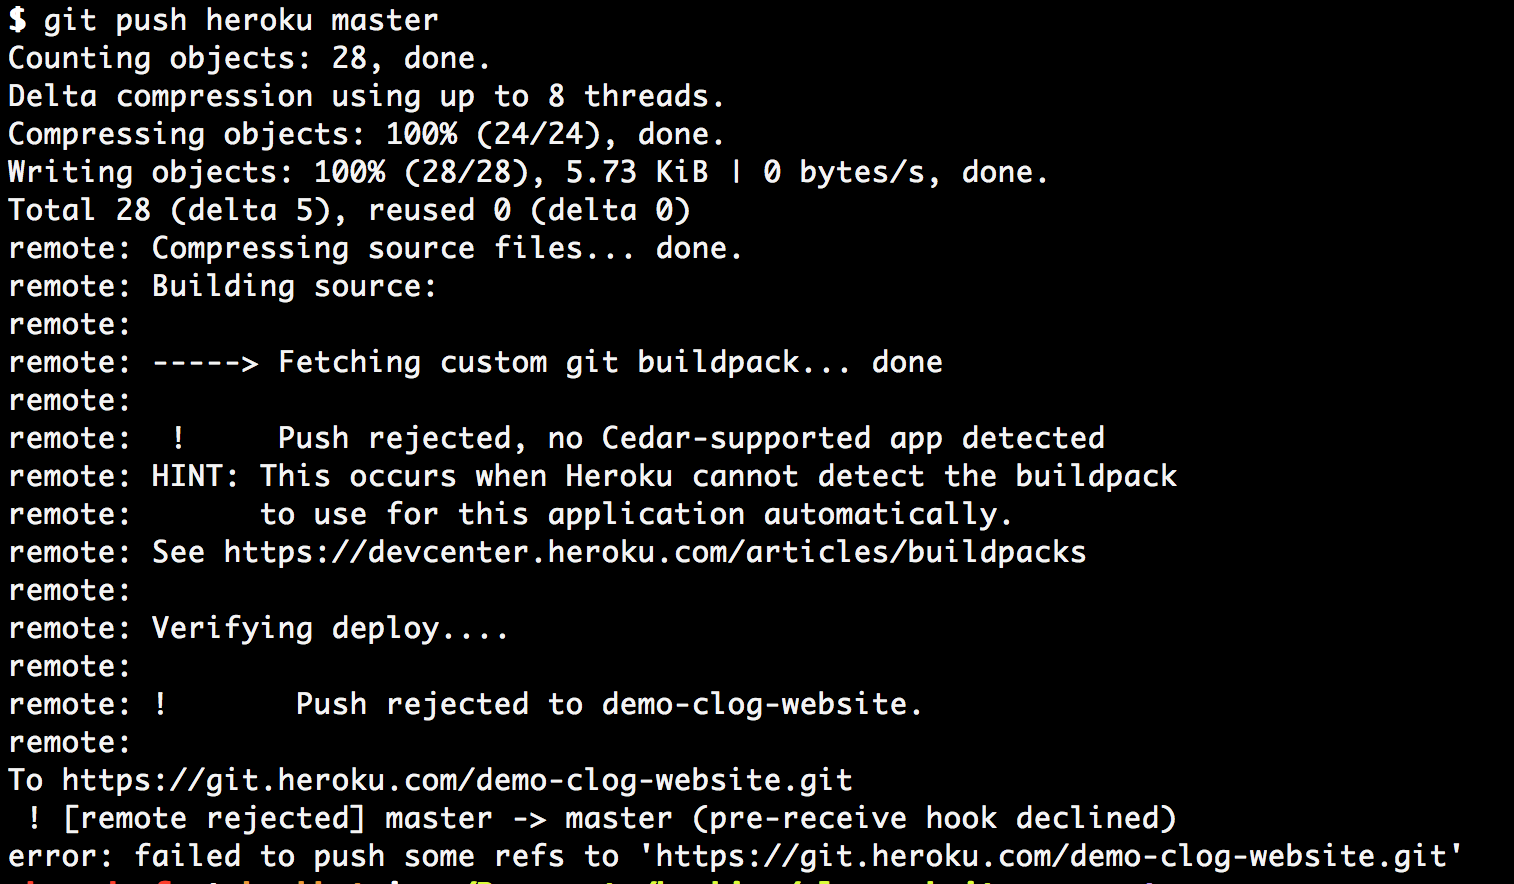 $ git push heroku master
Counting objects: 28, done.
Delta compression using up to 8 threads.
Compressing objects: 100% (24/24), done.
Writing objects: 100% (28/28), 5.73 KiB | 0 bytes/s, done.
Total 28 (delta 5), reused 0 (delta 0)
remote: Compressing source files... done.
remote: Building source:
remote:
remote: -----> Fetching custom git buildpack... done
remote:
remote:  !     Push rejected, no Cedar-supported app detected
remote: HINT: This occurs when Heroku cannot detect the buildpack
remote:       to use for this application automatically.
remote: See https://devcenter.heroku.com/articles/buildpacks
remote:
remote: Verifying deploy....
remote:
remote: !       Push rejected to demo-clog-website.
remote:
To https://git.heroku.com/demo-clog-website.git
 ! [remote rejected] master -> master (pre-receive hook declined)
error: failed to push some refs to 'https://git.heroku.com/demo-clog-website.git'